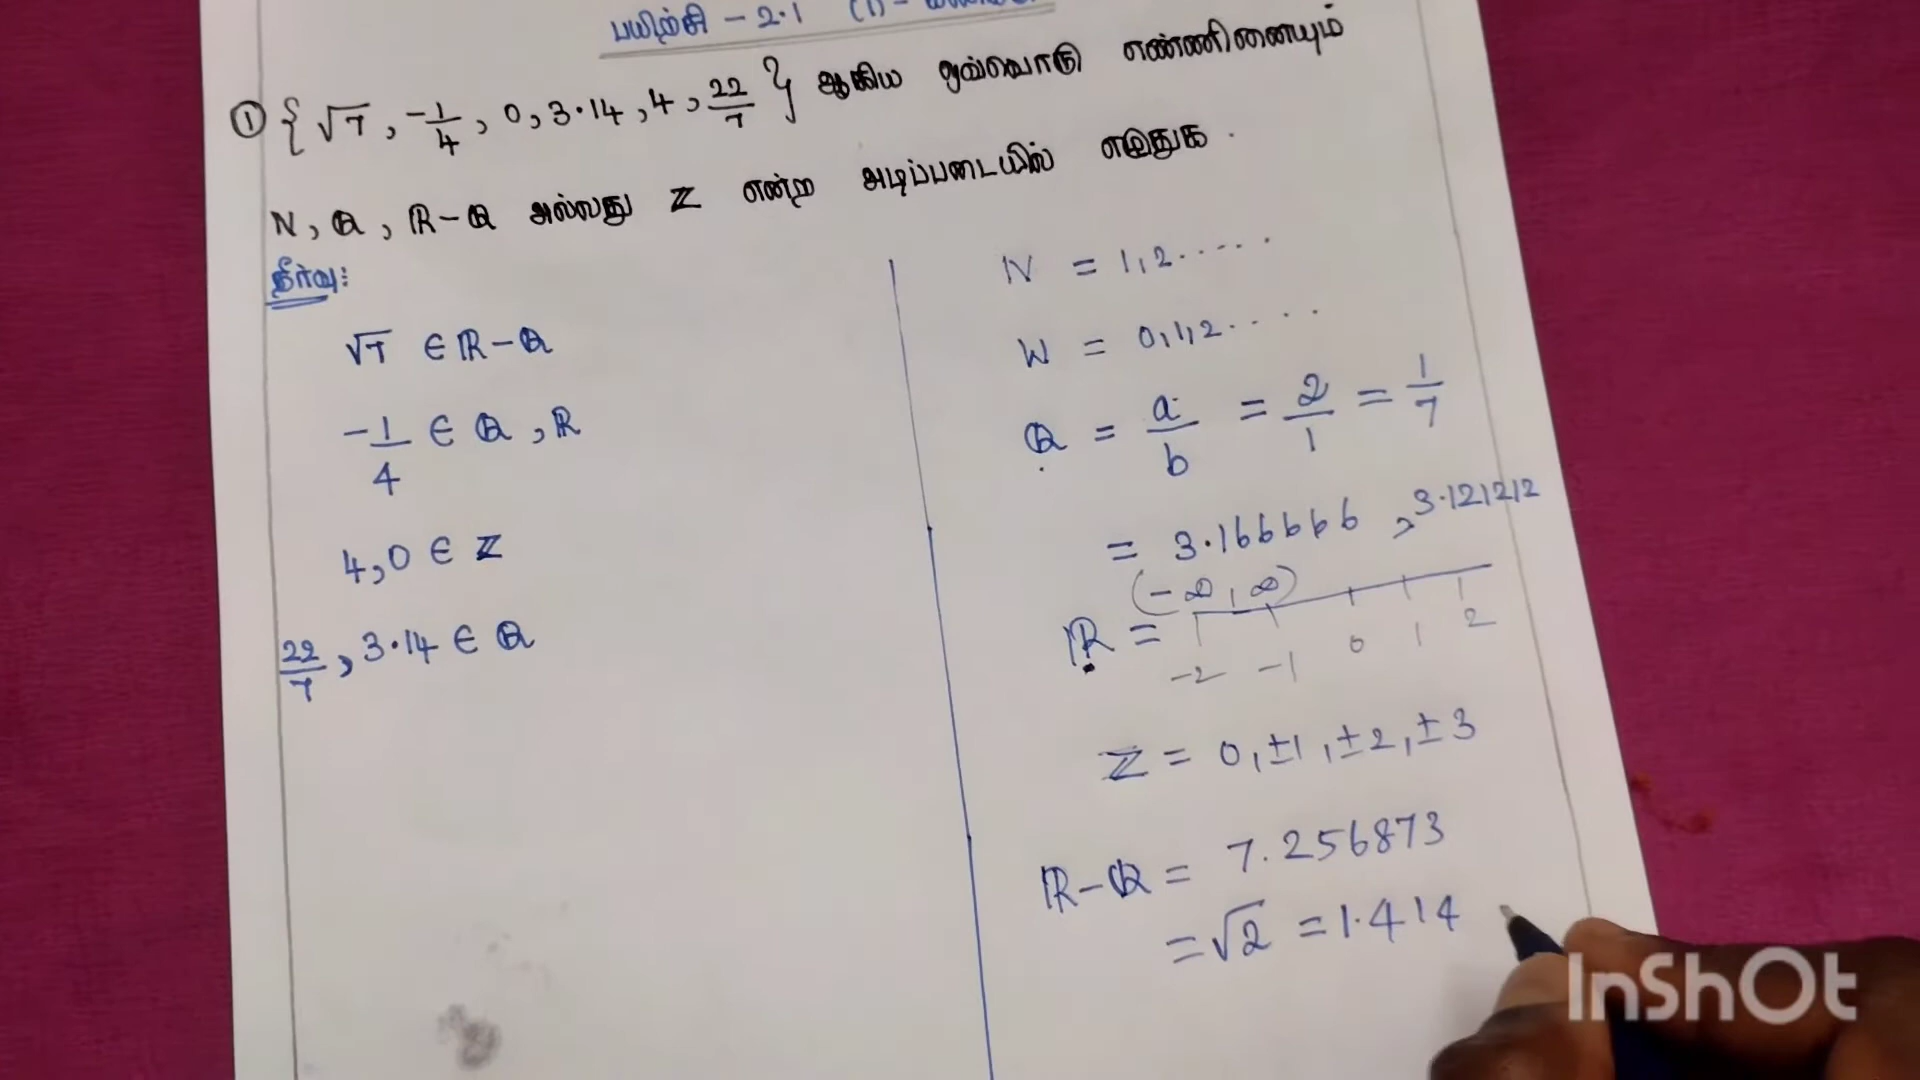 பயிற்சி - 2.1 (1) -
① { √7, -1/4, 0, 3.14, 4, 22/7 } ஆகிய ஒவ்வொரு எண்ணினையும்
N, Q, R-Q அல்லது Z என்ற அடிப்படையில் எழுதுக.
தீர்வு:
√7 ∈ R-Q
-1/4 ∈ Q, R
4, 0 ∈ Z
22/7, 3.14 ∈ Q
N = 1, 2 .....
W = 0, 1, 2 ....
Q = a/b = 2/1 = 1/7
= 3.166666, 3.121212
(-∞, ∞)
R =
-2 -1 0 1 2
Z = 0, ±1, ±2, ±3
R-Q = 7.256873
= √2 = 1.414
InShOt